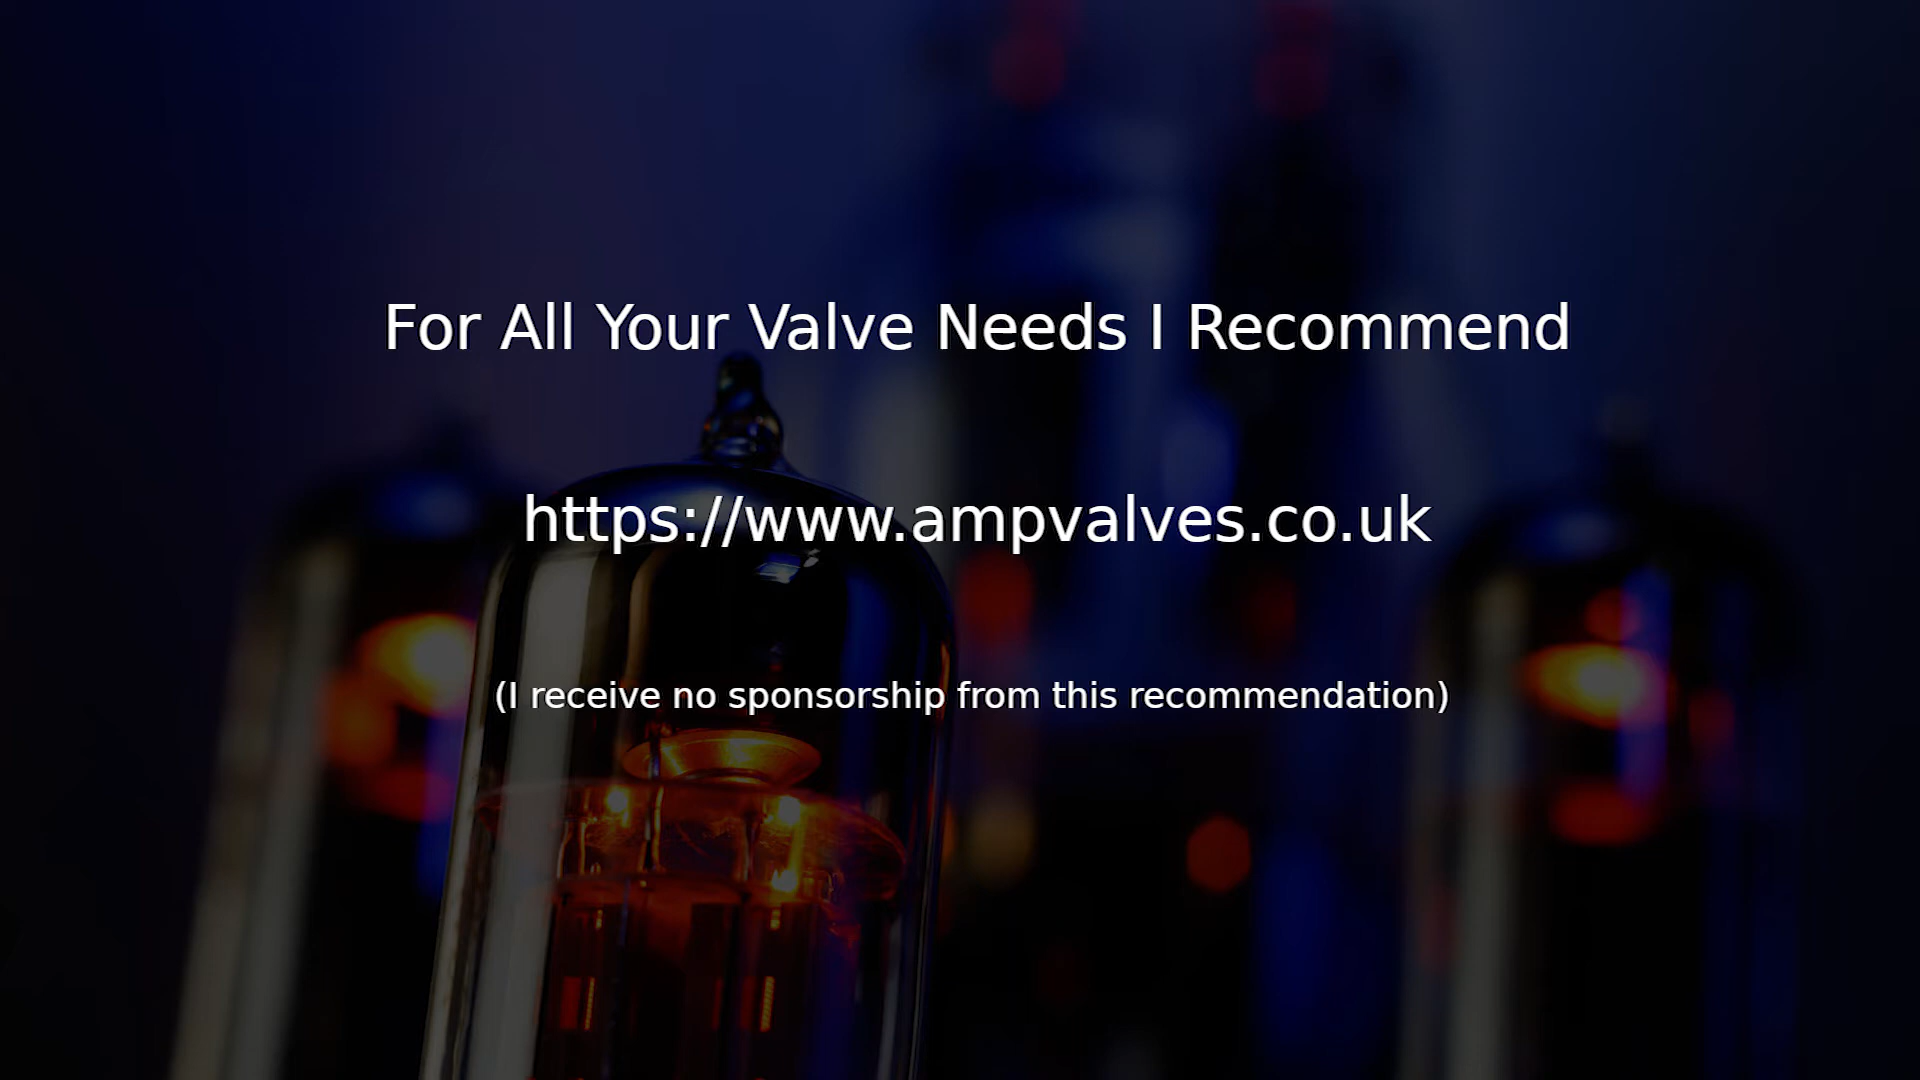 For All Your Valve Needs I Recommend
https://www.ampvalves.co.uk
(I receive no sponsorship from this recommendation)